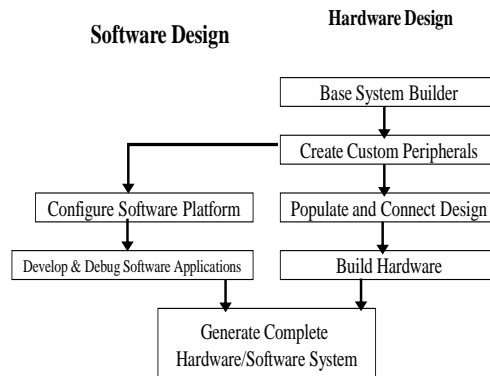 Software Design
Hardware Design
Base System Builder
Create Custom Peripherals
Configure Software Platform
Populate and Connect Design
Develop & Debug Software Applications
Build Hardware
Generate Complete
Hardware/Software System